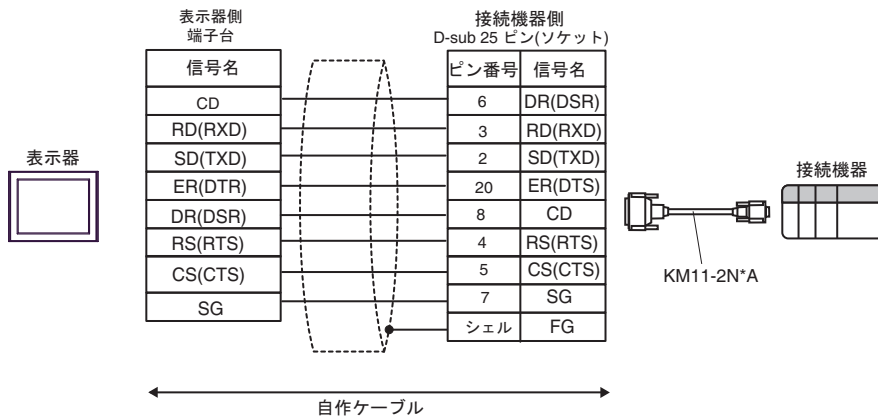 表示器側
端子台
接続機器側
D-sub 25 ピン(ソケット)
信号名
ピン番号 信号名
CD 6 DR(DSR)
RD(RXD) 3 RD(RXD)
SD(TXD) 2 SD(TXD)
ER(DTR) 20 ER(DTS)
DR(DSR) 8 CD
RS(RTS) 4 RS(RTS)
CS(CTS) 5 CS(CTS)
SG 7 SG
シェル FG
表示器
接続機器
KM11-2N*A
自作ケーブル